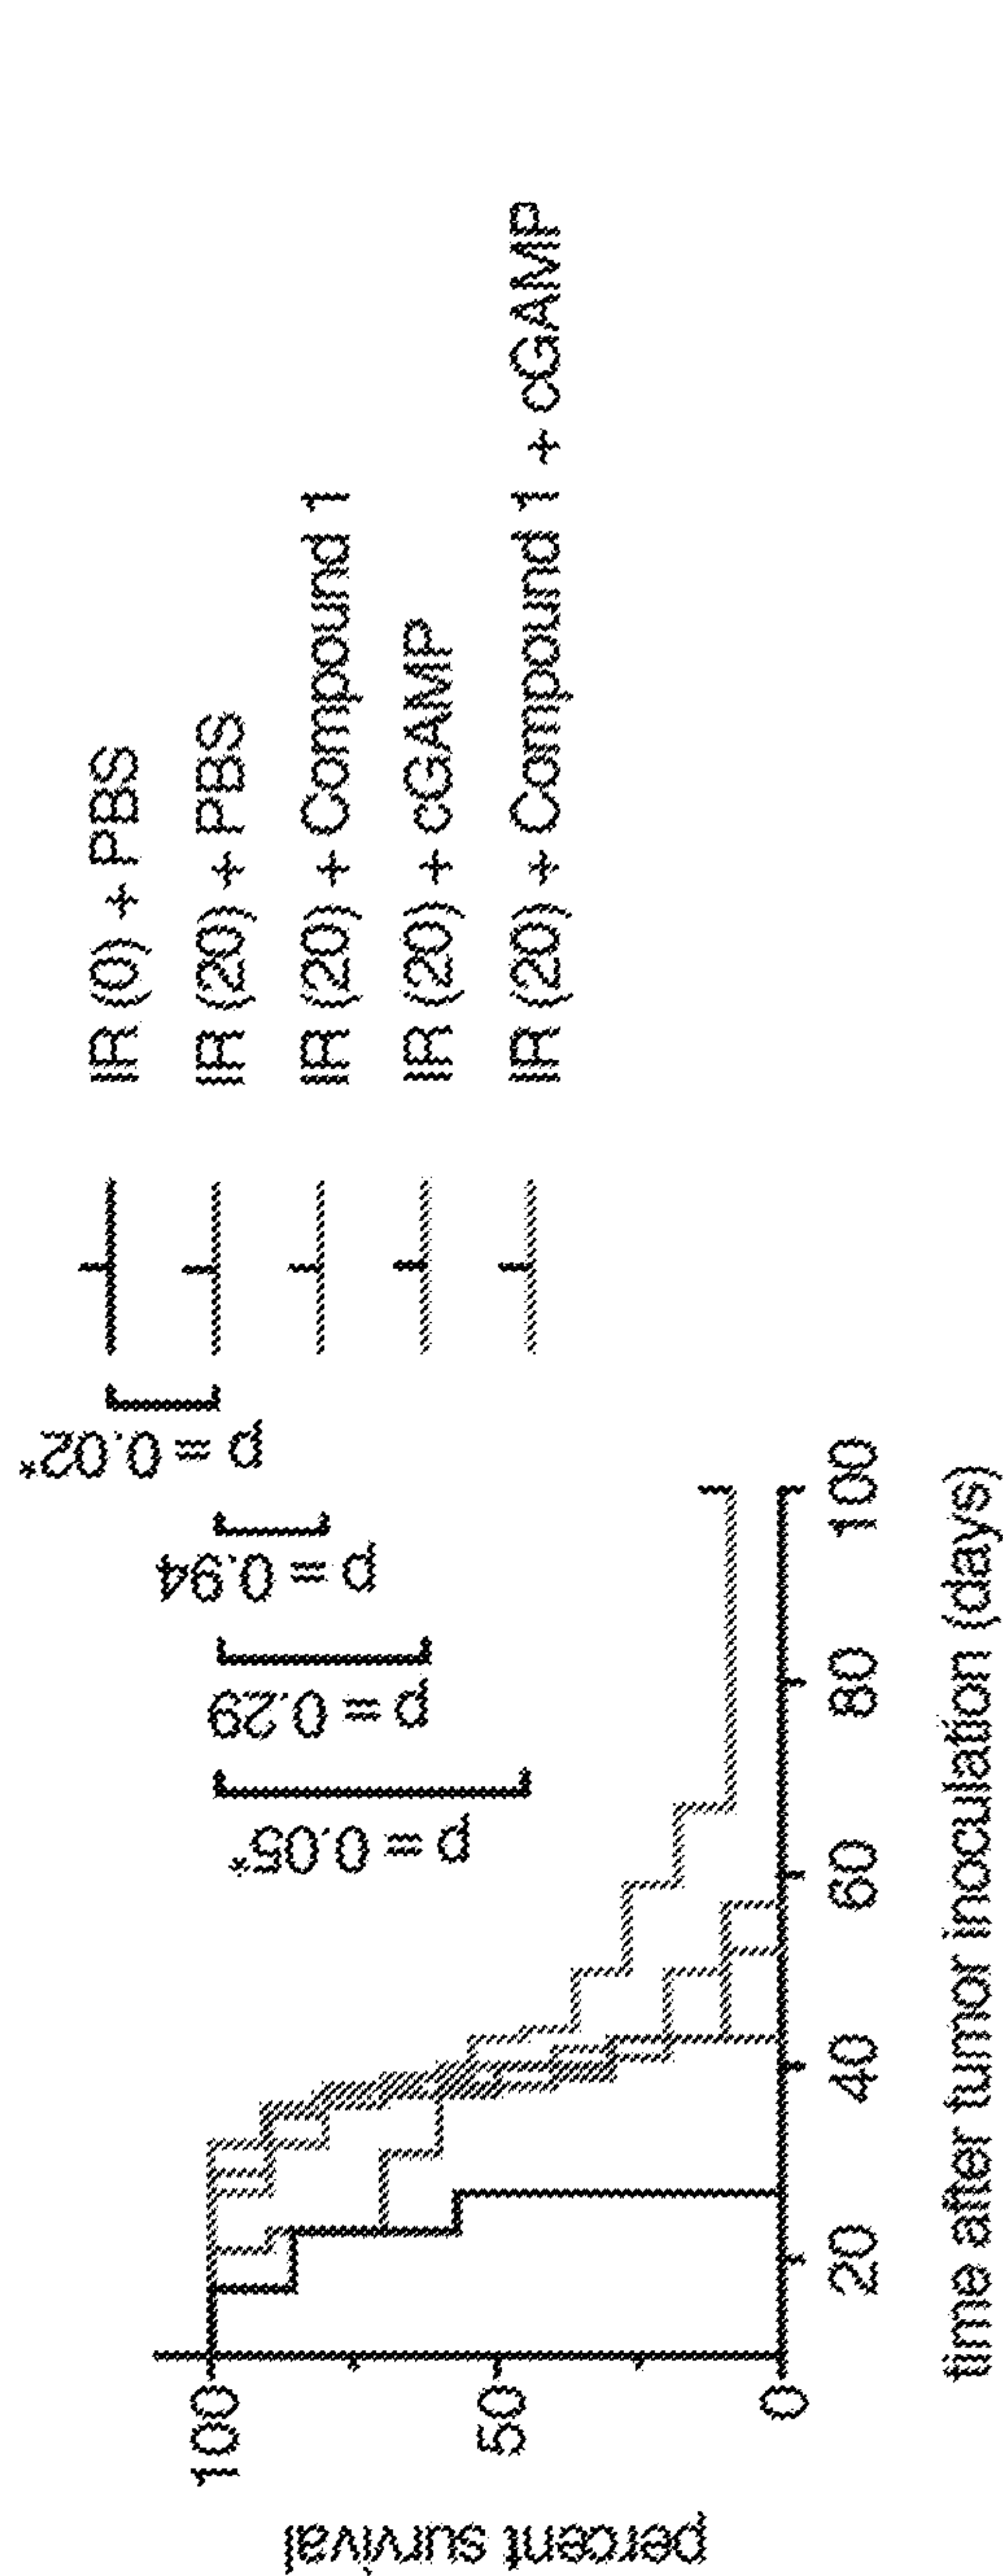 percent survival
100
50
0
20
40
60
80
100
time after tumor inoculation (days)
p = 0.05*
p = 0.29
p = 0.94
p = 0.02*
IR (0) + PBS
IR (20) + PBS
IR (20) + Compound 1
IR (20) + cGAMP
IR (20) + Compound 1 + cGAMP